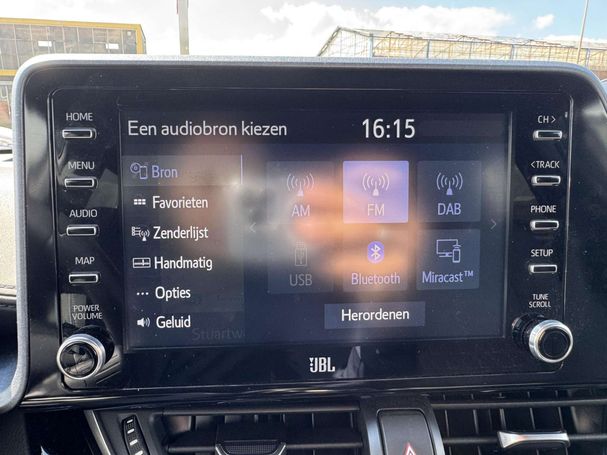 HOME
MENU
AUDIO
MAP
POWER
VOLUME
Een audiobron kiezen 16:15
Bron
Favorieten
Zenderlijst
Handmatig
Opties
Geluid
AM FM DAB
USB Bluetooth Miracast™
Herordenen
JBL
CH >
<TRACK
PHONE
SETUP
TUNE
SCROLL